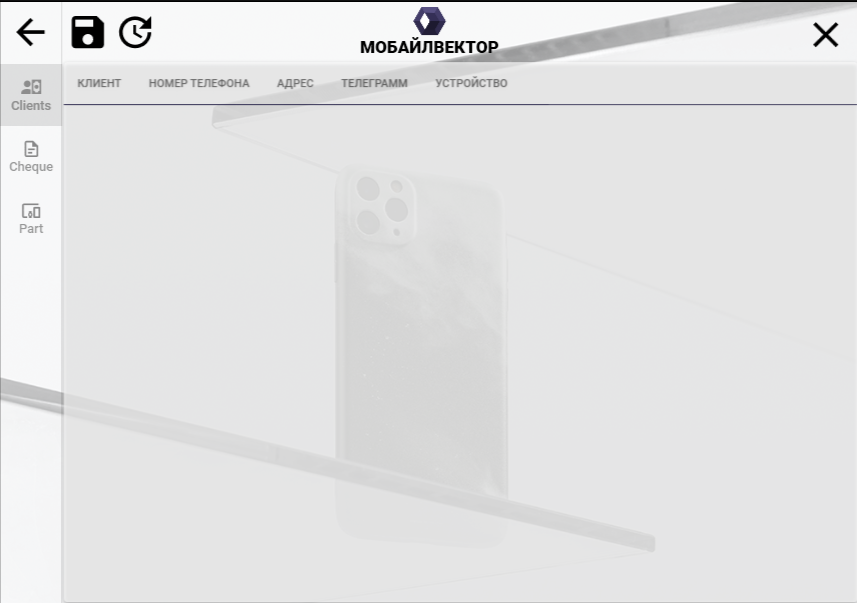 МОБАЙЛВЕКТОР
КЛИЕНТ НОМЕР ТЕЛЕФОНА АДРЕС ТЕЛЕГРАММ УСТРОЙСТВО
Clients
Cheque
Part